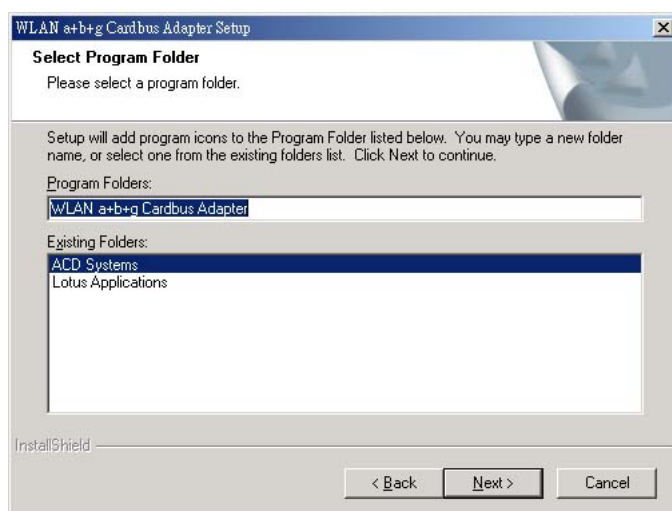 WLAN a+b+g Cardbus Adapter Setup
Select Program Folder
Please select a program folder.
Setup will add program icons to the Program Folder listed below.  You may type a new folder
name, or select one from the existing folders list.  Click Next to continue.
Program Folders:
WLAN a+b+g Cardbus Adapter
Existing Folders:
ACD Systems
Lotus Applications
InstallShield
< Back
Next >
Cancel